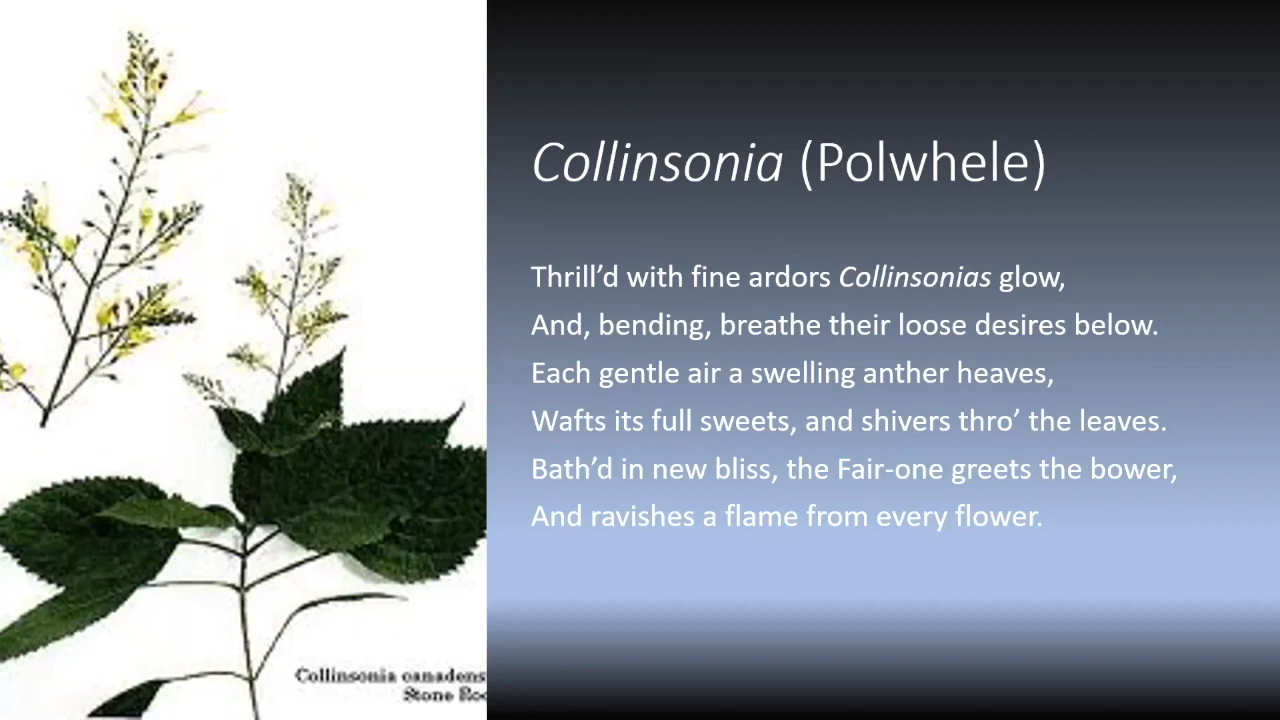 Collinsonia (Polwhele)
Thrill’d with fine ardors Collinsonias glow,
And, bending, breathe their loose desires below.
Each gentle air a swelling anther heaves,
Wafts its full sweets, and shivers thro’ the leaves.
Bath’d in new bliss, the Fair-one greets the bower,
And ravishes a flame from every flower.
Collinsonia canadens
Stone Roo